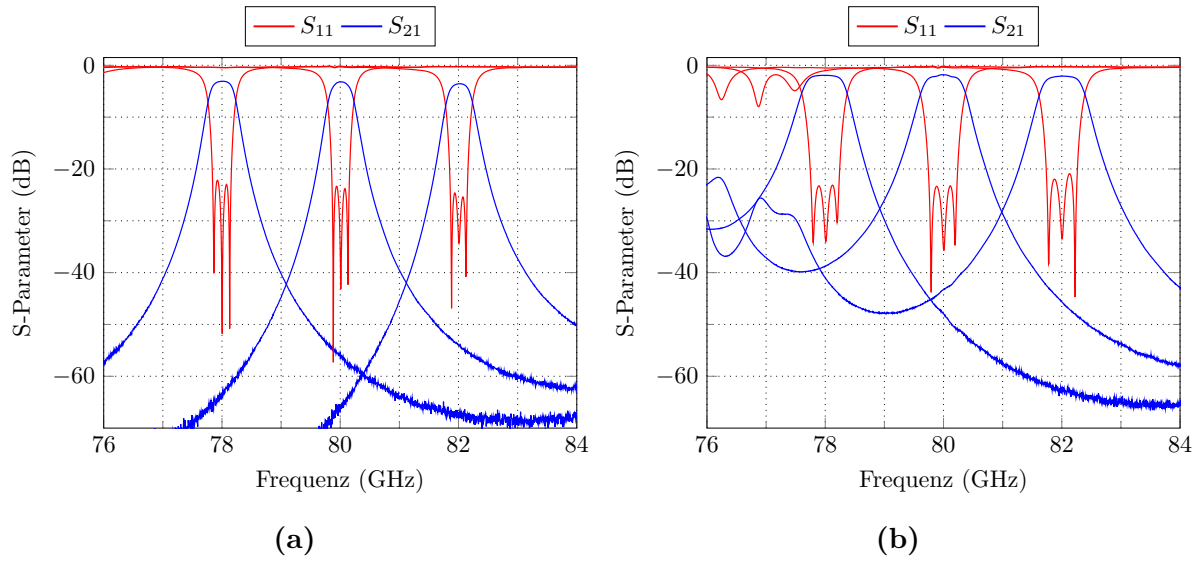 S11 S21
0
−20
−40
−60
S-Parameter (dB)
76 78 80 82 84
Frequenz (GHz)
(a)
S11 S21
0
−20
−40
−60
S-Parameter (dB)
76 78 80 82 84
Frequenz (GHz)
(b)